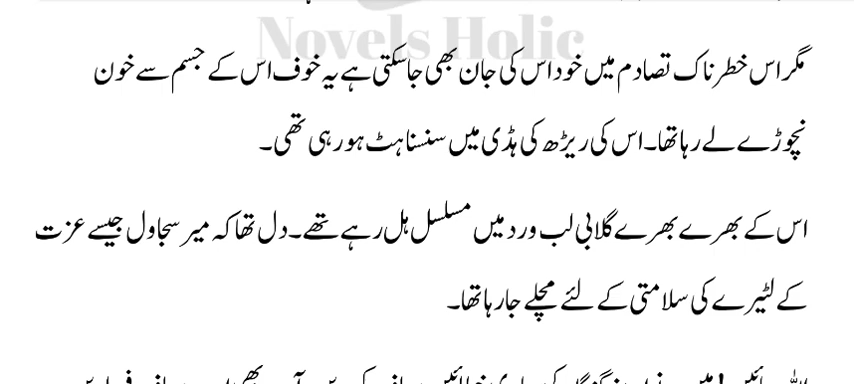 Novels Holic
مگر اس خطرناک تصادم میں خود اس کی جان بھی جاسکتی ہے یہ خوف اس کے جسم سے خون
نچوڑے لے رہا تھا۔ اس کی ریڑھ کی ہڈی میں سنسناہٹ ہو رہی تھی۔
اس کے بھرے بھرے گلابی لب ورد میں مسلسل ہل رہے تھے۔ دل تھا کہ میر سجاول جیسے عزت
کے لٹیرے کی سلامتی کے لئے مچلے جا رہا تھا۔